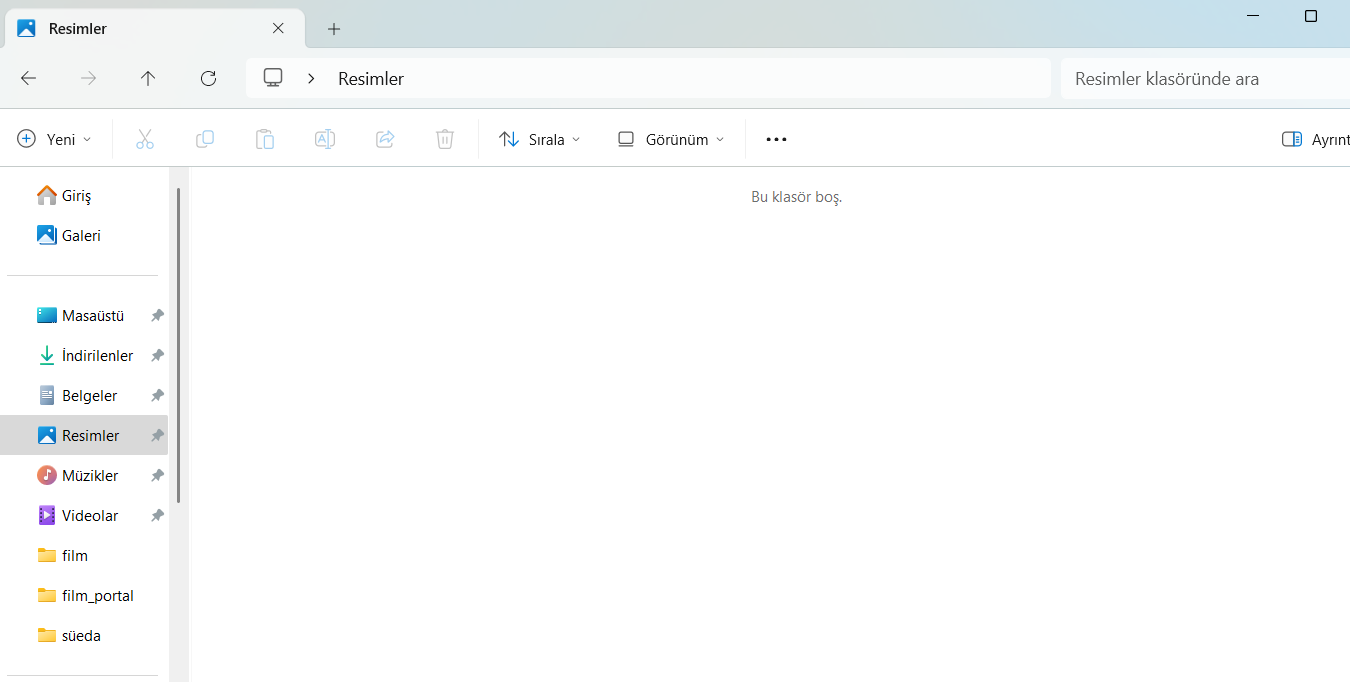 Resimler
Resimler
Resimler klasöründe ara
Yeni
Sırala
Görünüm
Ayrınt
Giriş
Galeri
Bu klasör boş.
Masaüstü
İndirilenler
Belgeler
Resimler
Müzikler
Videolar
film
film_portal
süeda